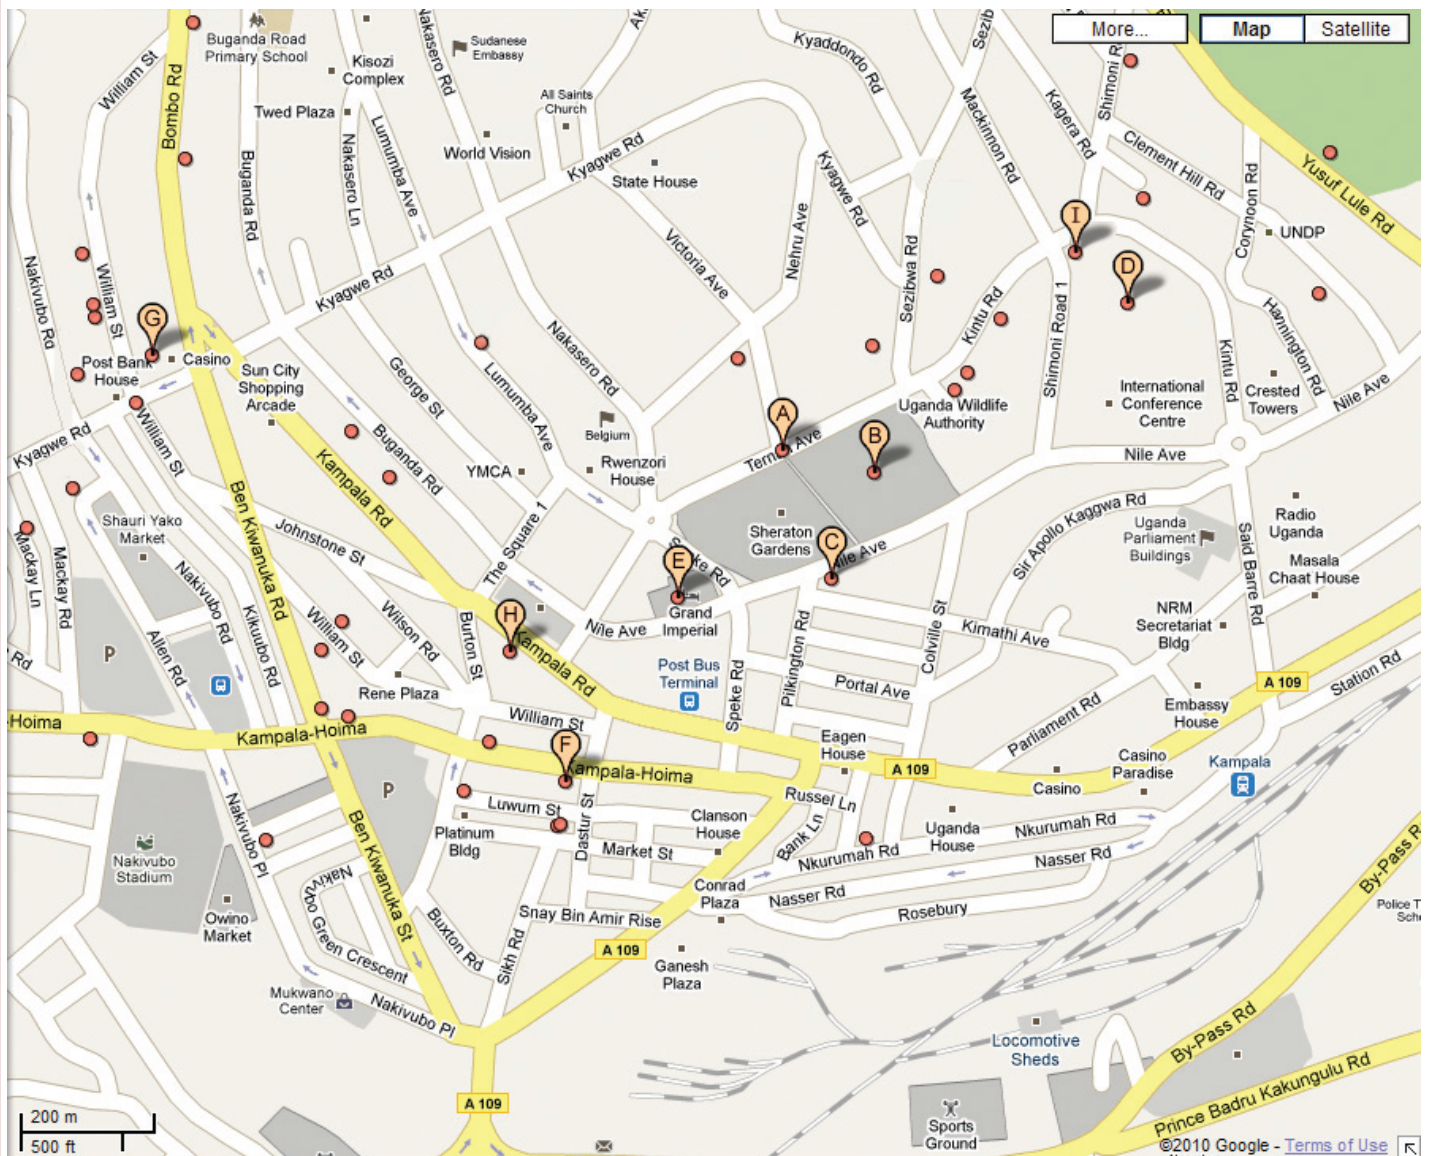 More...
Map
Satellite
Buganda Road
Primary School
Kisozi
Complex
Sudanese
Embassy
Nakasero Rd
Kyaddondo Rd
Shimoni R
William St
Bombo Rd
Twed Plaza
All Saints
Church
World Vision
Kyagwe Rd
State House
Mackinnon Rd
Kagera Rd
Clement Hill Rd
Yusuf Lule Rd
Buganda Rd
Nakasero Ln
Lumumba Ave
Victoria Ave
Nehru Ave
Kyagwe Rd
Sezibwa Rd
Corynoon Rd
UNDP
I
D
Nakivubo Rd
William St
G
Kyagwe Rd
Kintu Rd
Shimoni Road 1
Hannington Rd
Post Bank
House
Casino
Sun City
Shopping
Arcade
George St
Lumumba Ave
Nakasero Rd
Kintu Rd
International
Conference
Centre
Crested
Towers
Nile Ave
Uganda Wildlife
Authority
Kyagwe Rd
William St
Kampala Rd
Buganda Rd
YMCA
Belgium
Rwenzori
House
A
B
Nile Ave
Shauri Yako
Market
Ben Kiwanuka Rd
Johnstone St
The Square 1
Sheraton
Gardens
C
Nile Ave
Sir Apollo Kaggwa Rd
Uganda
Parliament
Buildings
Said Barre Rd
Radio
Uganda
Masala
Chaat House
Mackay Ln
Mackay Rd
Nakivubo Rd
Kikuubo Rd
Allen Rd
William St
Wilson Rd
Burton St
H
E
Grand
Imperial
Nile Ave
Kampala Rd
Pilkington Rd
Colville St
Kimathi Ave
NRM
Secretariat
Bldg
P
Rd
Rene Plaza
Post Bus
Terminal
Speke Rd
Portal Ave
Parliament Rd
Embassy
House
A 109
Station Rd
-Hoima
Kampala-Hoima
William St
F
Kampala-Hoima
Eagen
House
A 109
Casino
Casino
Paradise
Kampala
P
Nakivubo Pl
Ben Kiwanuka St
Luwum St
Platinum
Bldg
Dastur St
Market St
Clanson
House
Russel Ln
Bank Ln
Nkurumah Rd
Uganda
House
Nkurumah Rd
Nasser Rd
Nakivubo
Stadium
Owino
Market
Nakivubo Green Crescent
Buxton Rd
Sikh Rd
Snay Bin Amir Rise
Conrad
Plaza
Nasser Rd
Rosebury
By-Pass R
A 109
Ganesh
Plaza
Mukwano
Center
Nakivubo Pl
Locomotive
Sheds
By-Pass Rd
Prince Badru Kakungulu Rd
A 109
Sports
Ground
200 m
500 ft
©2010 Google - Terms of Use